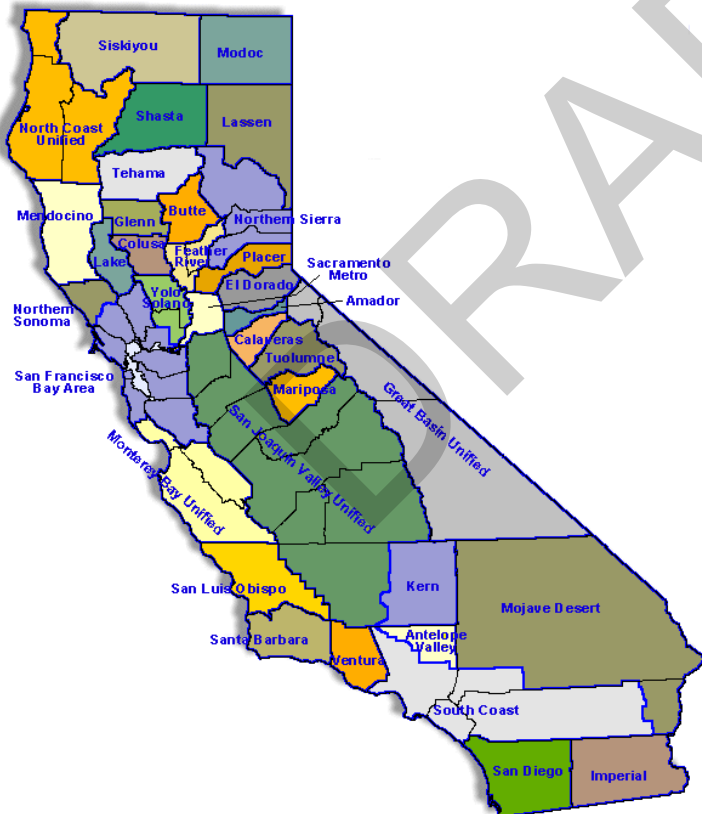 Siskiyou
Modoc
Shasta
Lassen
North Coast
Unified
Tehama
Mendocino
Glenn
Butte
Northern Sierra
Colusa
Feather
River
Lake
Placer
Sacramento
Metro
El Dorado
Yolo
Solano
Amador
Northern
Sonoma
Calaveras
Tuolumne
San Francisco
Bay Area
Mariposa
Great Basin Unified
San Joaquin Valley Unified
Monterey Bay Unified
San Luis Obispo
Kern
Mojave Desert
Santa Barbara
Antelope
Valley
Ventura
South Coast
San Diego
Imperial
DRA